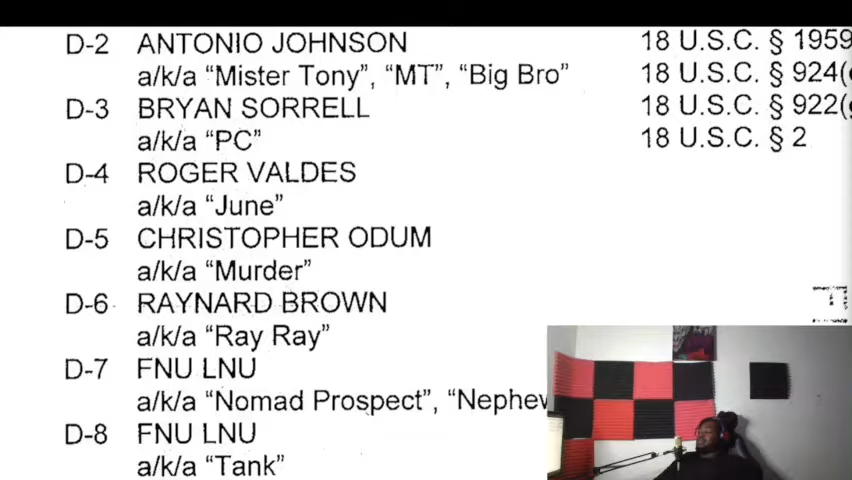 D-2 ANTONIO JOHNSON 18 U.S.C. § 1959
a/k/a “Mister Tony”, “MT”, “Big Bro” 18 U.S.C. § 924(
D-3 BRYAN SORRELL 18 U.S.C. § 922(
a/k/a “PC” 18 U.S.C. § 2
D-4 ROGER VALDES
a/k/a “June”
D-5 CHRISTOPHER ODUM
a/k/a “Murder”
D-6 RAYNARD BROWN
a/k/a “Ray Ray”
D-7 FNU LNU
a/k/a “Nomad Prospect”, “Nephew
D-8 FNU LNU
a/k/a “Tank”